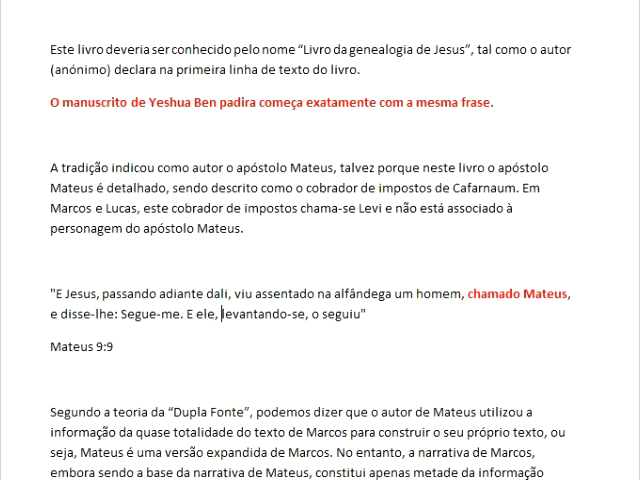 Este livro deveria ser conhecido pelo nome “Livro da genealogia de Jesus”, tal como o autor
(anónimo) declara na primeira linha de texto do livro.
O manuscrito de Yeshua Ben padira começa exatamente com a mesma frase.
A tradição indicou como autor o apóstolo Mateus, talvez porque neste livro o apóstolo
Mateus é detalhado, sendo descrito como o cobrador de impostos de Cafarnaum. Em
Marcos e Lucas, este cobrador de impostos chama-se Levi e não está associado à
personagem do apóstolo Mateus.
"E Jesus, passando adiante dali, viu assentado na alfândega um homem, chamado Mateus,
e disse-lhe: Segue-me. E ele, levantando-se, o seguiu"
Mateus 9:9
Segundo a teoria da “Dupla Fonte”, podemos dizer que o autor de Mateus utilizou a
informação da quase totalidade do texto de Marcos para construir o seu próprio texto, ou
seja, Mateus é uma versão expandida de Marcos. No entanto, a narrativa de Marcos,
embora sendo a base da narrativa de Mateus, constitui apenas metade da informação